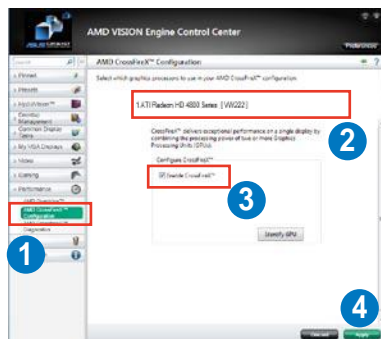 AMD VISION Engine Control Center
Preferences
Search
AMD CrossFireX™ Configuration
?
Select which graphics processors to use in your AMD CrossFireX™ configuration.
Pinned
Presets
1.ATI Radeon HD 4800 Series [VW222]
2
Desktop
Management
Common Display
Tasks
CrossFireX™ delivers exceptional performance on a single display by
combining the processing power of two or more Graphics
Processing Units (GPUs).
My VGA Displays
Video
Configure CrossFireX™
Gaming
Enable CrossFireX™
3
Performance
AMD Overdrive™
AMD CrossFireX™
Configuration
AMD CrossFireX™
Diagnostics
1
Identify GPU
4
Discard
Apply